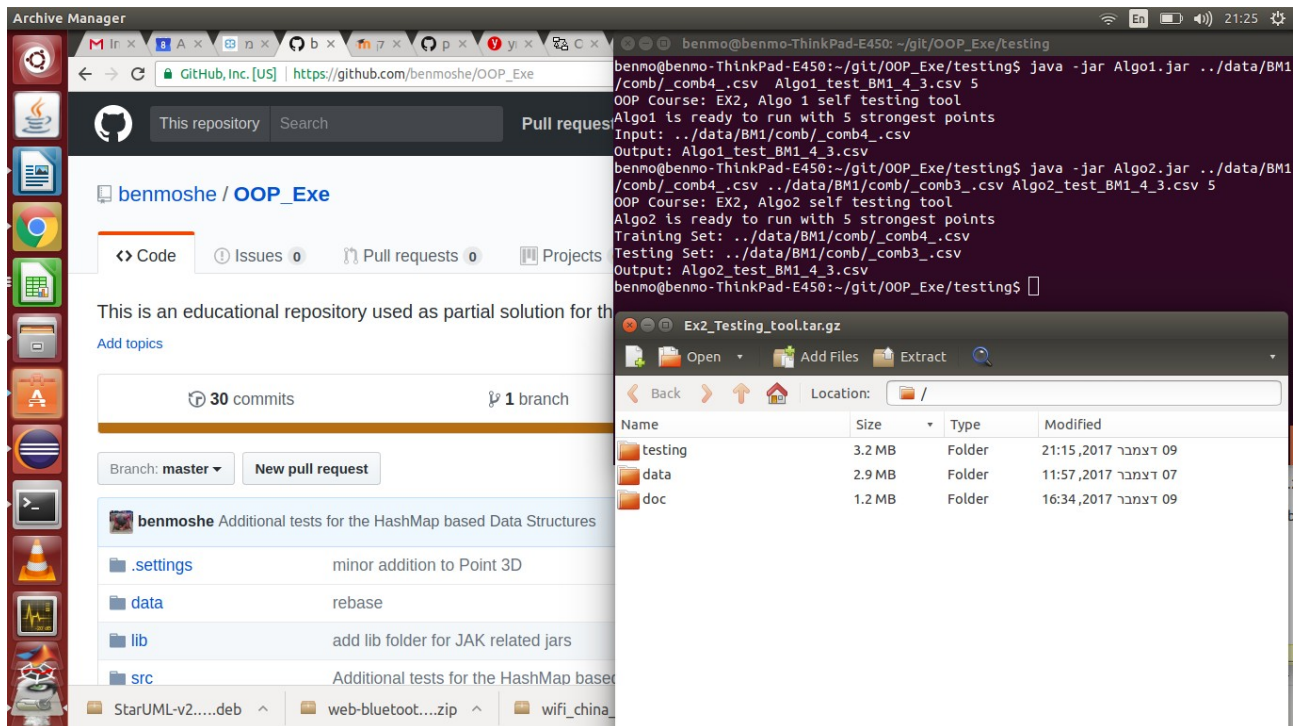 Archive Manager
En
21:25
In
A
n
b
ק
p
y
C
GitHub, Inc. [US] | https://github.com/benmoshe/OOP_Exe
This repository Search
Pull request
benmoshe / OOP_Exe
Code
Issues 0
Pull requests 0
Projects
This is an educational repository used as partial solution for th
Add topics
30 commits
1 branch
Branch: master
New pull request
benmoshe Additional tests for the HashMap based Data Structures
.settings minor addition to Point 3D
data rebase
lib add lib folder for JAK related jars
src Additional tests for the HashMap based
StarUML-v2.....deb
web-bluetoot....zip
wifi_china_
benmo@benmo-ThinkPad-E450: ~/git/OOP_Exe/testing
benmo@benmo-ThinkPad-E450:~/git/OOP_Exe/testing$ java -jar Algo1.jar ../data/BM1
/comb/_comb4_.csv  Algo1_test_BM1_4_3.csv 5
OOP Course: EX2, Algo 1 self testing tool
Algo1 is ready to run with 5 strongest points
Input: ../data/BM1/comb/_comb4_.csv
Output: Algo1_test_BM1_4_3.csv
benmo@benmo-ThinkPad-E450:~/git/OOP_Exe/testing$ java -jar Algo2.jar ../data/BM1
/comb/_comb4_.csv ../data/BM1/comb/_comb3_.csv Algo2_test_BM1_4_3.csv 5
OOP Course: EX2, Algo2 self testing tool
Algo2 is ready to run with 5 strongest points
Training Set: ../data/BM1/comb/_comb4_.csv
Testing Set: ../data/BM1/comb/_comb3_.csv
Output: Algo2_test_BM1_4_3.csv
benmo@benmo-ThinkPad-E450:~/git/OOP_Exe/testing$
Ex2_Testing_tool.tar.gz
Open
Add Files
Extract
Back
Location: /
Name Size Type Modified
testing 3.2 MB Folder 09 דצמבר 2017, 21:15
data 2.9 MB Folder 07 דצמבר 2017, 11:57
doc 1.2 MB Folder 09 דצמבר 2017, 16:34